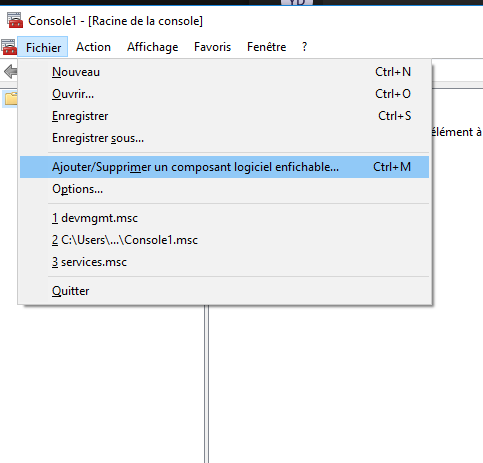 YD
Console1 - [Racine de la console]
Fichier Action Affichage Favoris Fenêtre ?
Nouveau Ctrl+N
Ouvrir... Ctrl+O
Enregistrer Ctrl+S
Enregistrer sous... élément à
Ajouter/Supprimer un composant logiciel enfichable... Ctrl+M
Options...
1 devmgmt.msc
2 C:\Users\...\Console1.msc
3 services.msc
Quitter